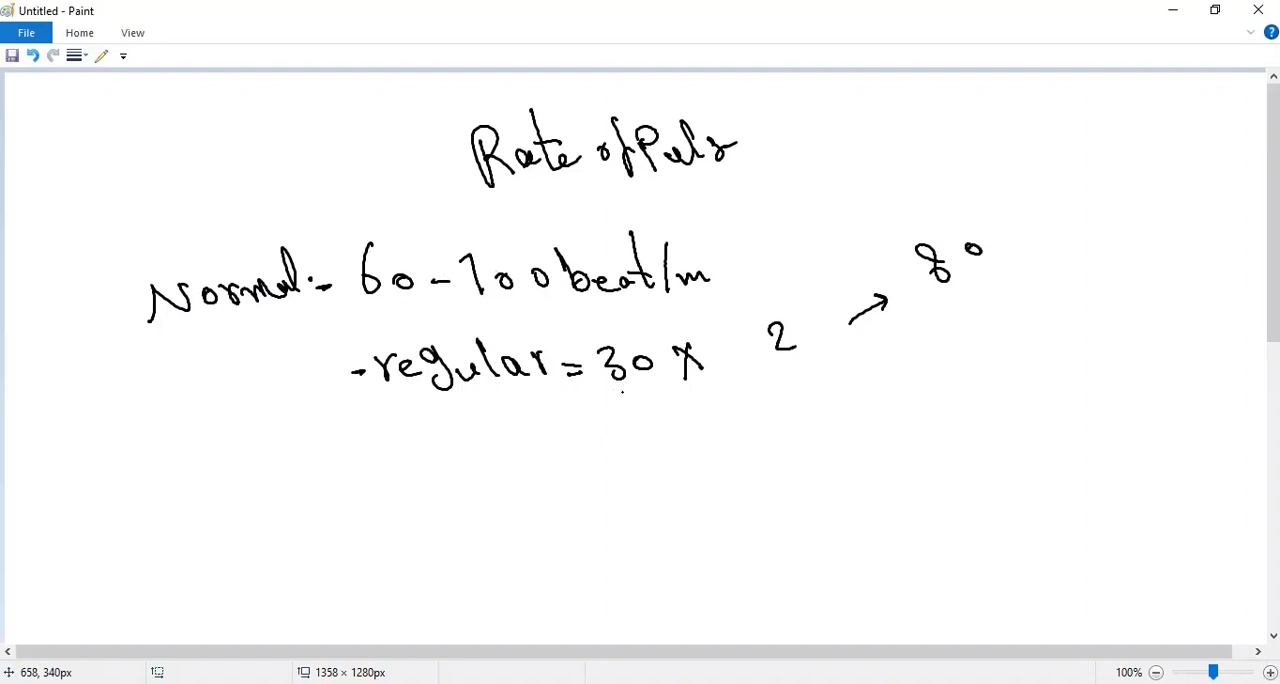 Untitled - Paint
File Home View
Rate of Puls
Normal:- 60-100 beat/m
80
-regular = 30 X 2
658, 340px 1358 × 1280px 100%